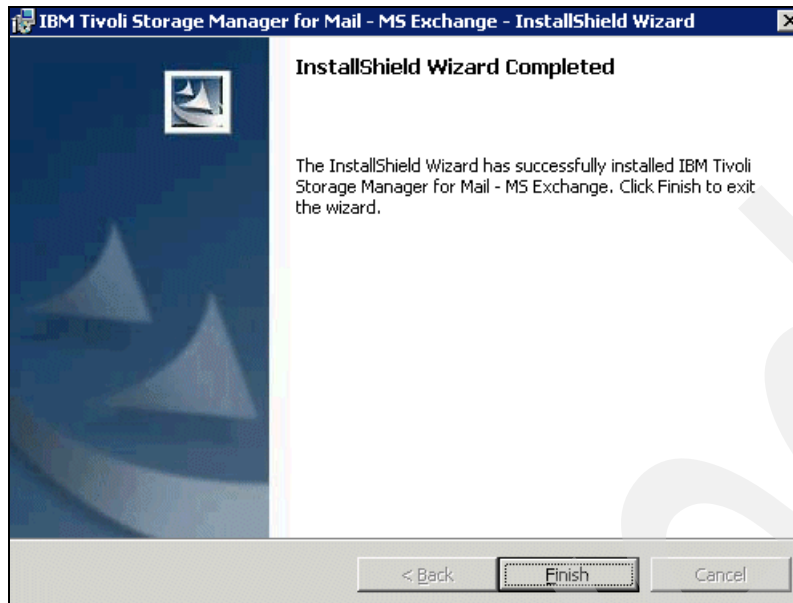 IBM Tivoli Storage Manager for Mail - MS Exchange - InstallShield Wizard
InstallShield Wizard Completed
The InstallShield Wizard has successfully installed IBM Tivoli
Storage Manager for Mail - MS Exchange. Click Finish to exit
the wizard.
< Back Finish Cancel